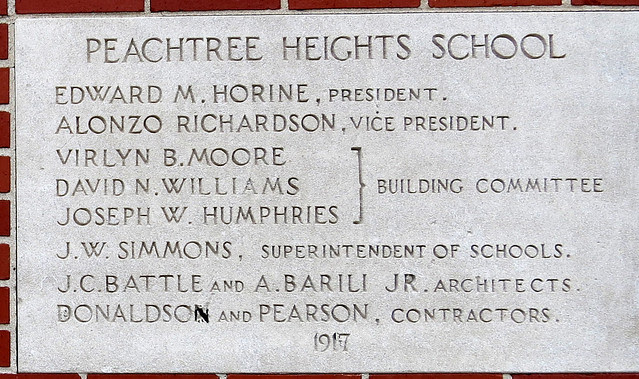 PEACHTREE HEIGHTS SCHOOL
EDWARD M. HORINE, PRESIDENT.
ALONZO RICHARDSON, VICE PRESIDENT.
VIRLYN B. MOORE
DAVID N. WILLIAMS } BUILDING COMMITTEE
JOSEPH W. HUMPHRIES
J.W. SIMMONS, SUPERINTENDENT OF SCHOOLS.
J.C. BATTLE AND A. BARILI JR. ARCHITECTS.
DONALDSON AND PEARSON, CONTRACTORS.
1917